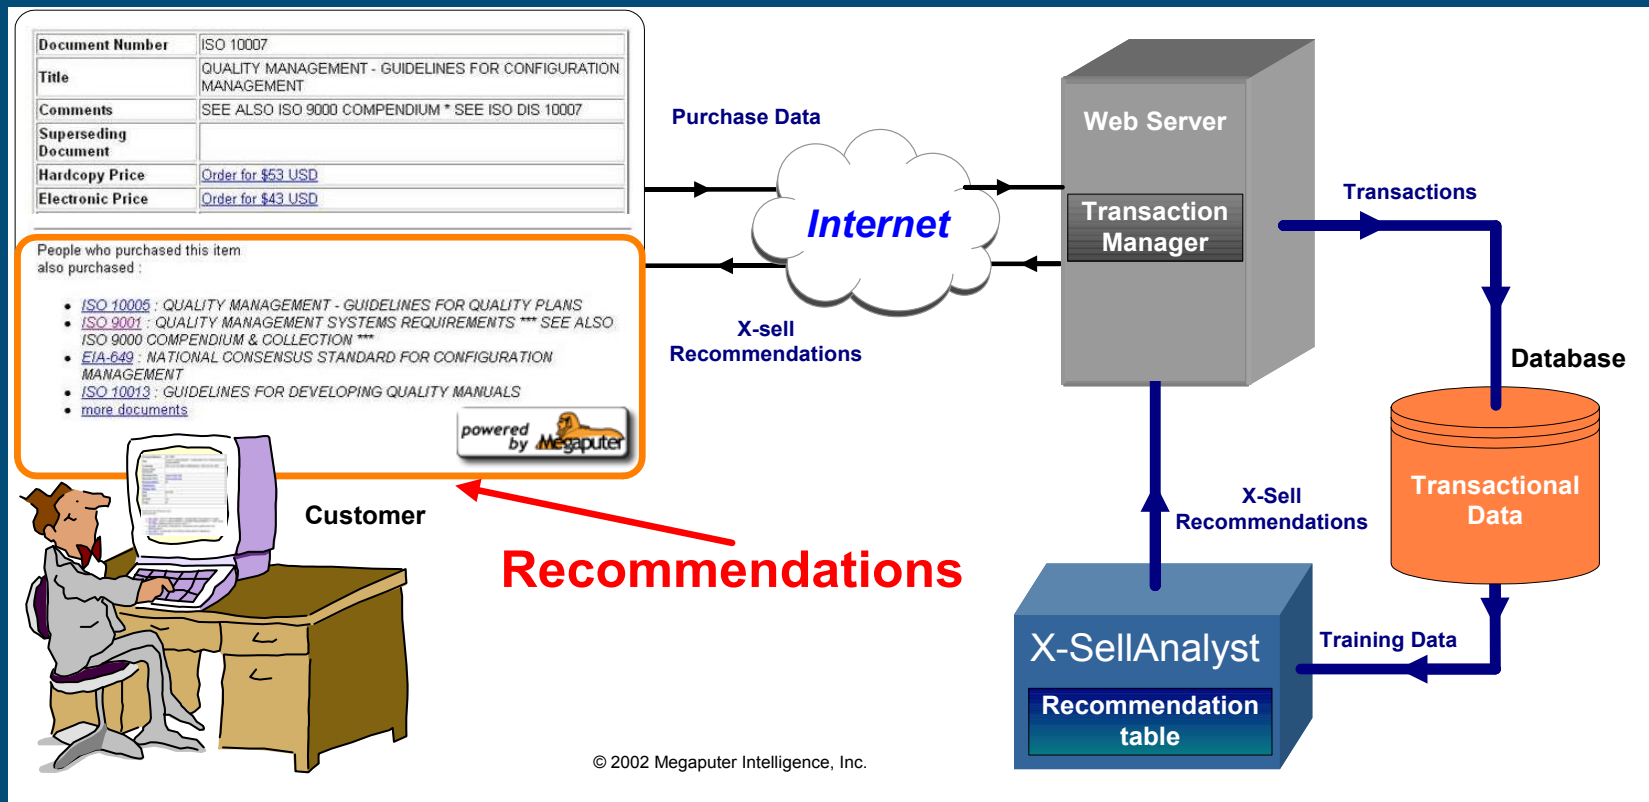 Document Number ISO 10007
Title QUALITY MANAGEMENT - GUIDELINES FOR CONFIGURATION
MANAGEMENT
Comments SEE ALSO ISO 9000 COMPENDIUM * SEE ISO DIS 10007
Superseding
Document
Hardcopy Price Order for $53 USD
Electronic Price Order for $43 USD
People who purchased this item
also purchased :
• ISO 10005 : QUALITY MANAGEMENT - GUIDELINES FOR QUALITY PLANS
• ISO 9001 : QUALITY MANAGEMENT SYSTEMS REQUIREMENTS *** SEE ALSO
ISO 9000 COMPENDIUM & COLLECTION ***
• EIA-649 : NATIONAL CONSENSUS STANDARD FOR CONFIGURATION
MANAGEMENT
• ISO 10013 : GUIDELINES FOR DEVELOPING QUALITY MANUALS
• more documents
powered
by Megaputer
Customer
Recommendations
Purchase Data
Internet
X-sell
Recommendations
Web Server
Transaction
Manager
Transactions
Database
Transactional
Data
X-Sell
Recommendations
Training Data
X-SellAnalyst
Recommendation
table
© 2002 Megaputer Intelligence, Inc.